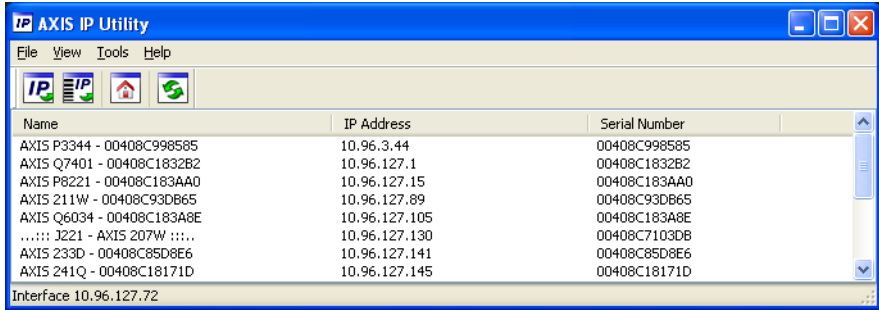 IP AXIS IP Utility
File View Tools Help
IP IP
Name IP Address Serial Number
AXIS P3344 - 00408C998585 10.96.3.44 00408C998585
AXIS Q7401 - 00408C1832B2 10.96.127.1 00408C1832B2
AXIS P8221 - 00408C183AA0 10.96.127.15 00408C183AA0
AXIS 211W - 00408C93DB65 10.96.127.89 00408C93DB65
AXIS Q6034 - 00408C183A8E 10.96.127.105 00408C183A8E
...::: J221 - AXIS 207W :::.. 10.96.127.130 00408C7103DB
AXIS 233D - 00408C85D8E6 10.96.127.141 00408C85D8E6
AXIS 241Q - 00408C18171D 10.96.127.145 00408C18171D
Interface 10.96.127.72